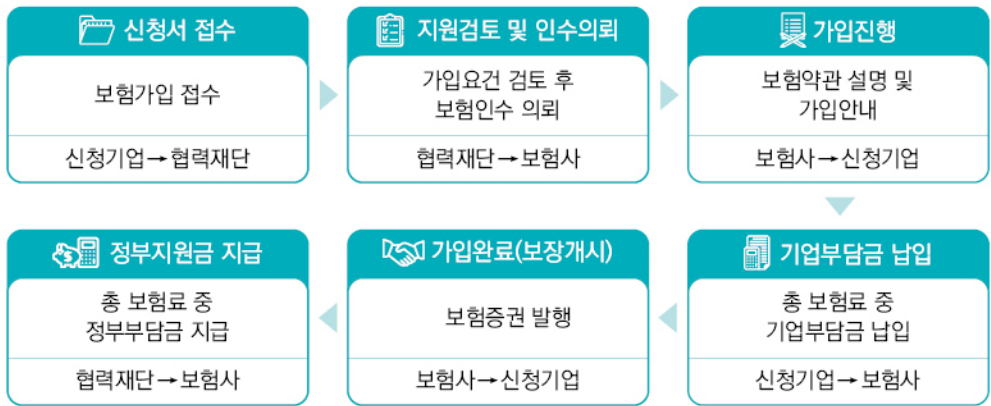 신청서 접수
보험가입 접수
신청기업→협력재단
지원검토 및 인수의뢰
가입요건 검토 후
보험인수 의뢰
협력재단→보험사
가입진행
보험약관 설명 및
가입안내
보험사→신청기업
기업부담금 납입
총 보험료 중
기업부담금 납입
신청기업→보험사
가입완료(보장개시)
보험증권 발행
보험사→신청기업
정부지원금 지급
총 보험료 중
정부부담금 지급
협력재단→보험사